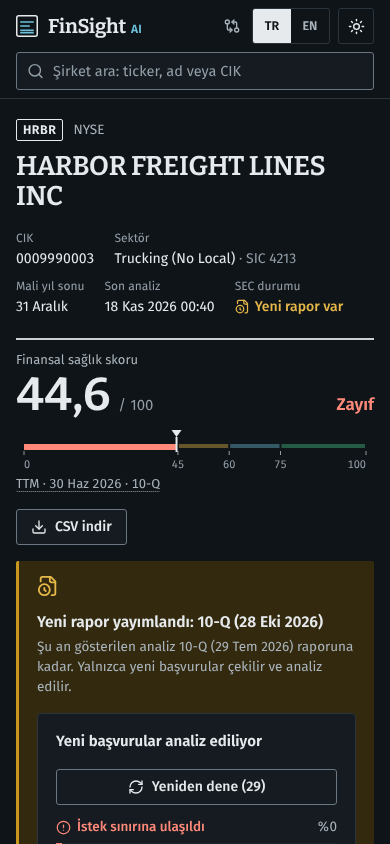 FinSight AI
TR
EN
Şirket ara: ticker, ad veya CIK
HRBR
NYSE
HARBOR FREIGHT LINES
INC
CIK
Sektör
0009990003
Trucking (No Local) · SIC 4213
Mali yıl sonu
Son analiz
SEC durumu
31 Aralık
18 Kas 2026 00:40
Yeni rapor var
Finansal sağlık skoru
44,6 / 100
Zayıf
0
45
60
75
100
TTM · 30 Haz 2026 · 10-Q
CSV indir
Yeni rapor yayımlandı: 10-Q (28 Eki 2026)
Şu an gösterilen analiz 10-Q (29 Tem 2026) raporuna
kadar. Yalnızca yeni başvurular çekilir ve analiz
edilir.
Yeni başvurular analiz ediliyor
Yeniden dene (29)
İstek sınırına ulaşıldı
%0